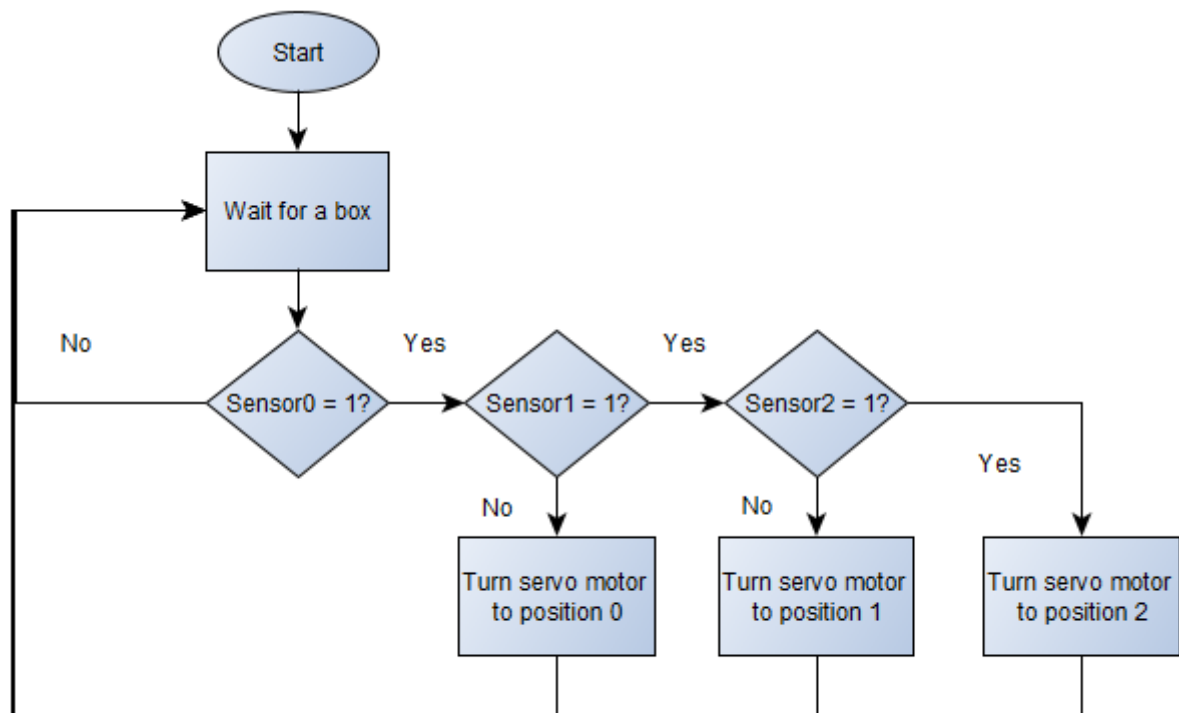 Start
Wait for a box
No
Yes
Yes
Sensor0 = 1?
Sensor1 = 1?
Sensor2 = 1?
Yes
No
No
Turn servo motor
to position 0
Turn servo motor
to position 1
Turn servo motor
to position 2